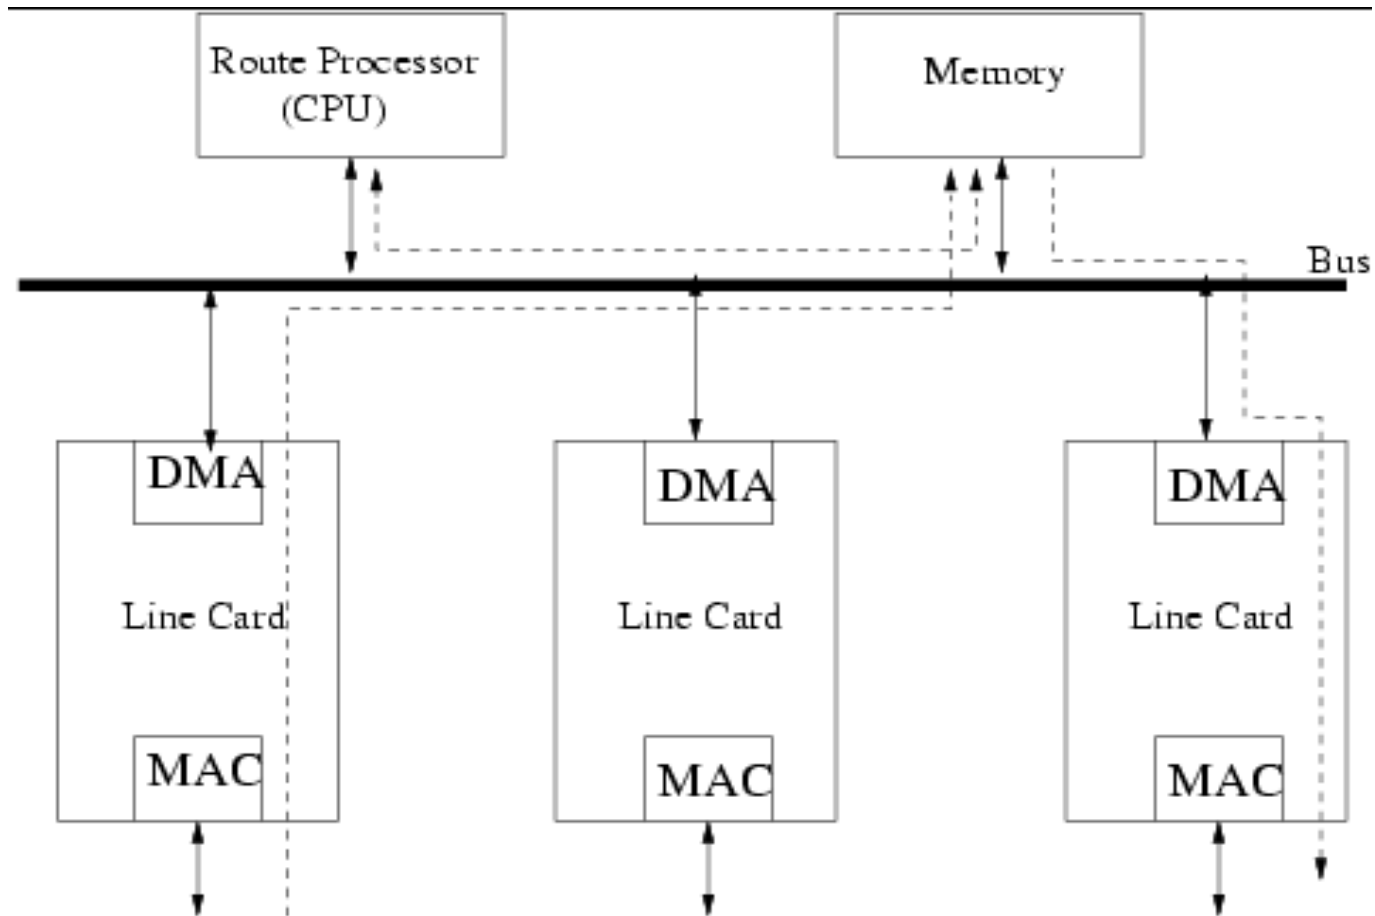 Route Processor
(CPU)
Memory
Bus
DMA
DMA
DMA
Line Card
Line Card
Line Card
MAC
MAC
MAC